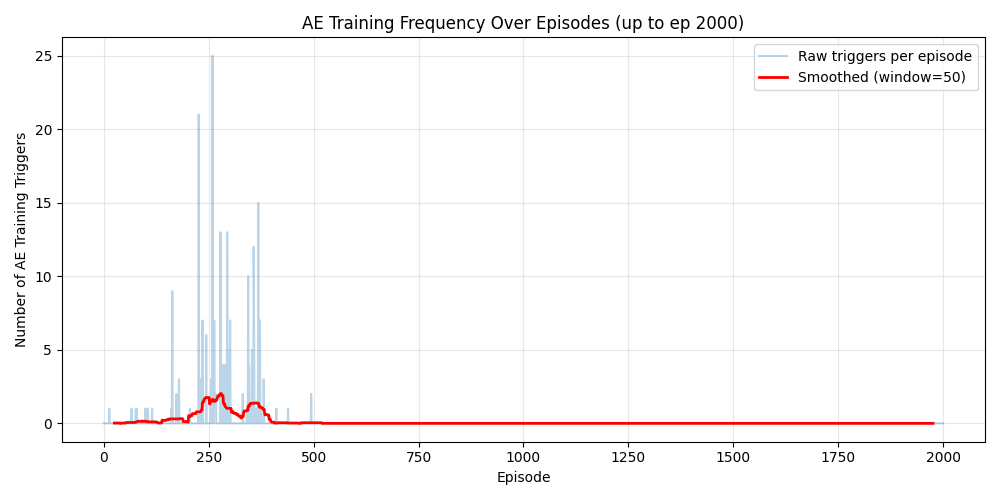 AE Training Frequency Over Episodes (up to ep 2000)
Raw triggers per episode
Smoothed (window=50)
Number of AE Training Triggers
25
20
15
10
5
0
0 250 500 750 1000 1250 1500 1750 2000
Episode